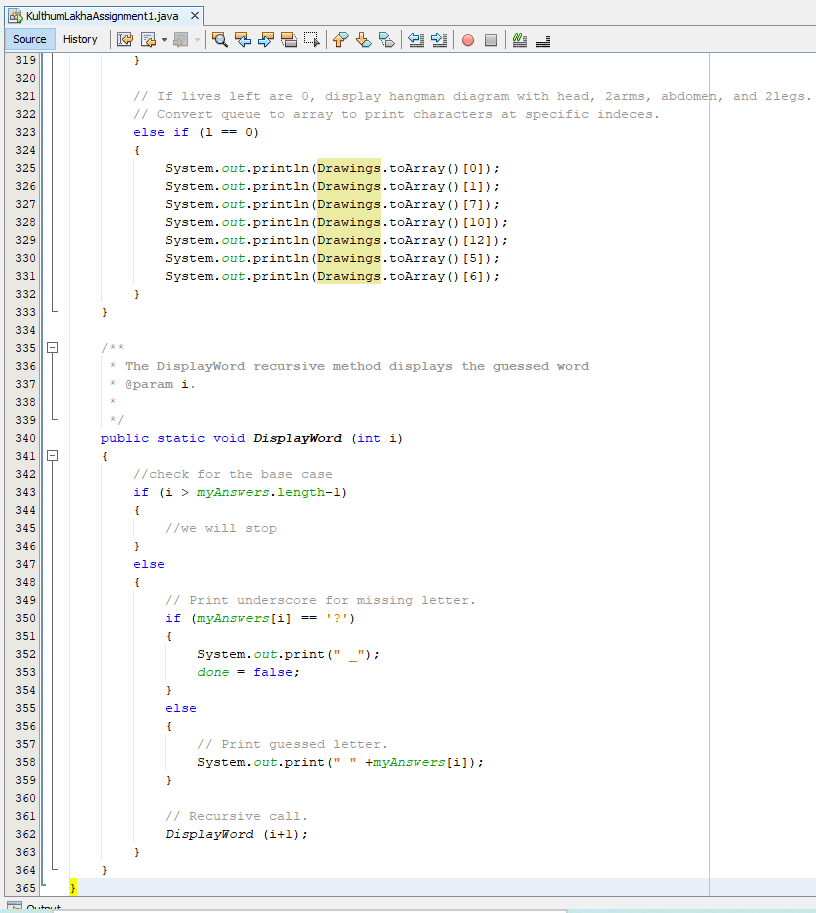 KulthumLakhaAssignment1.java
Source History
319 }
320
321 // If lives left are 0, display hangman diagram with head, 2arms, abdomen, and 2legs.
322 // Convert queue to array to print characters at specific indeces.
323 else if (l == 0)
324 {
325 System.out.println(Drawings.toArray()[0]);
326 System.out.println(Drawings.toArray()[1]);
327 System.out.println(Drawings.toArray()[7]);
328 System.out.println(Drawings.toArray()[10]);
329 System.out.println(Drawings.toArray()[12]);
330 System.out.println(Drawings.toArray()[5]);
331 System.out.println(Drawings.toArray()[6]);
332 }
333 }
334
335 /**
336 * The DisplayWord recursive method displays the guessed word
337 * @param i.
338 *
339 */
340 public static void DisplayWord (int i)
341 {
342 //check for the base case
343 if (i > myAnswers.length-1)
344 {
345 //we will stop
346 }
347 else
348 {
349 // Print underscore for missing letter.
350 if (myAnswers[i] == '?')
351 {
352 System.out.print(" _");
353 done = false;
354 }
355 else
356 {
357 // Print guessed letter.
358 System.out.print(" " +myAnswers[i]);
359 }
360
361 // Recursive call.
362 DisplayWord (i+1);
363 }
364 }
365 }
Output